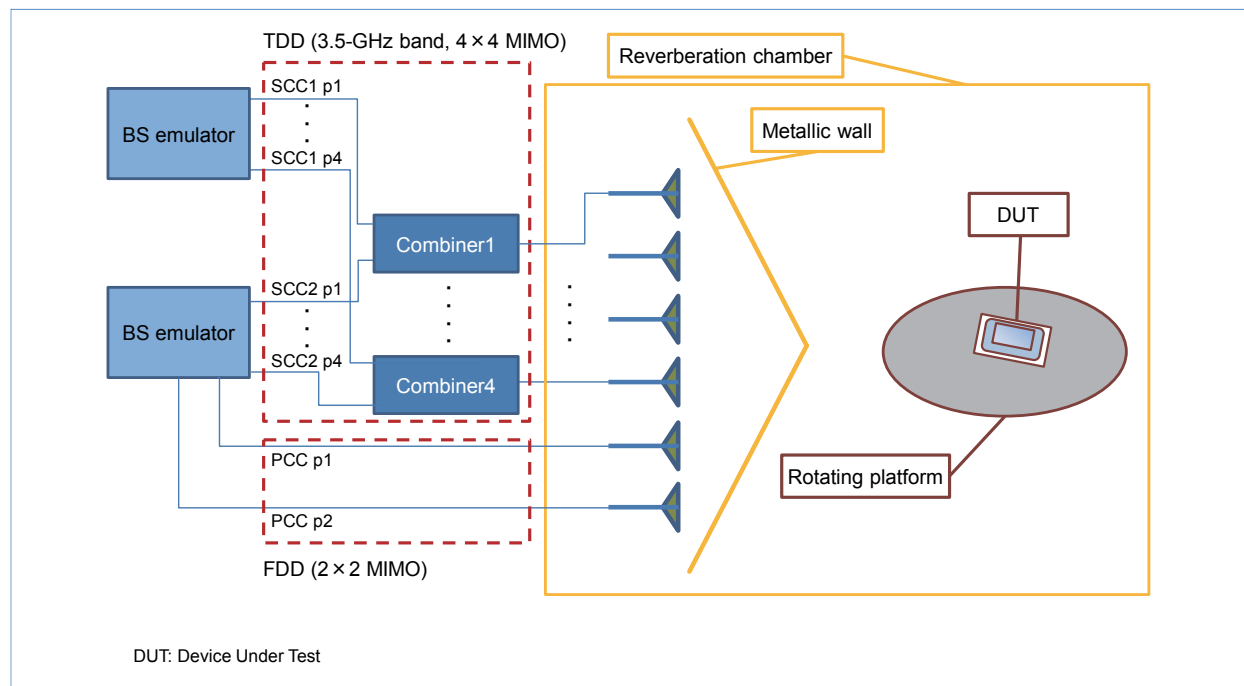 TDD (3.5-GHz band, 4×4 MIMO)
Reverberation chamber
SCC1 p1
BS emulator
Metallic wall
SCC1 p4
DUT
Combiner1
SCC2 p1
BS emulator
SCC2 p4
Combiner4
PCC p1
Rotating platform
PCC p2
FDD (2×2 MIMO)
DUT: Device Under Test